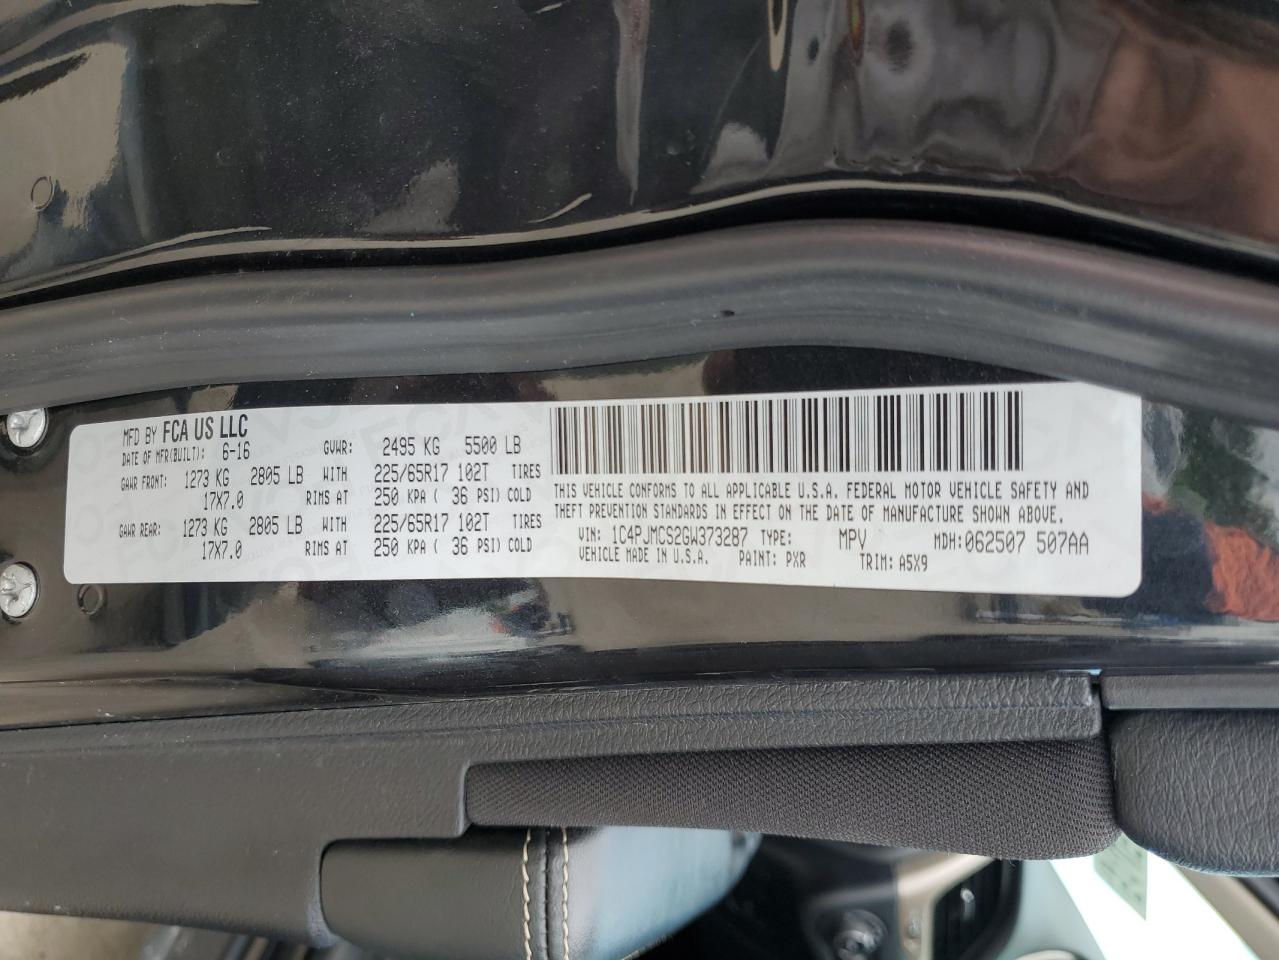 MFD BY FCA US LLC
DATE OF MFR(BUILT): 6-16 GVWR: 2495 KG 5500 LB
GAWR FRONT: 1273 KG 2805 LB WITH 225/65R17 102T TIRES
17X7.0 RIMS AT 250 KPA ( 36 PSI) COLD
GAWR REAR: 1273 KG 2805 LB WITH 225/65R17 102T TIRES
17X7.0 RIMS AT 250 KPA ( 36 PSI) COLD
THIS VEHICLE CONFORMS TO ALL APPLICABLE U.S.A. FEDERAL MOTOR VEHICLE SAFETY AND
THEFT PREVENTION STANDARDS IN EFFECT ON THE DATE OF MANUFACTURE SHOWN ABOVE.
VIN: 1C4PJMCS2GW373287 TYPE: MPV MDH: 062507 507AA
VEHICLE MADE IN U.S.A. PAINT: PXR TRIM: A5X9